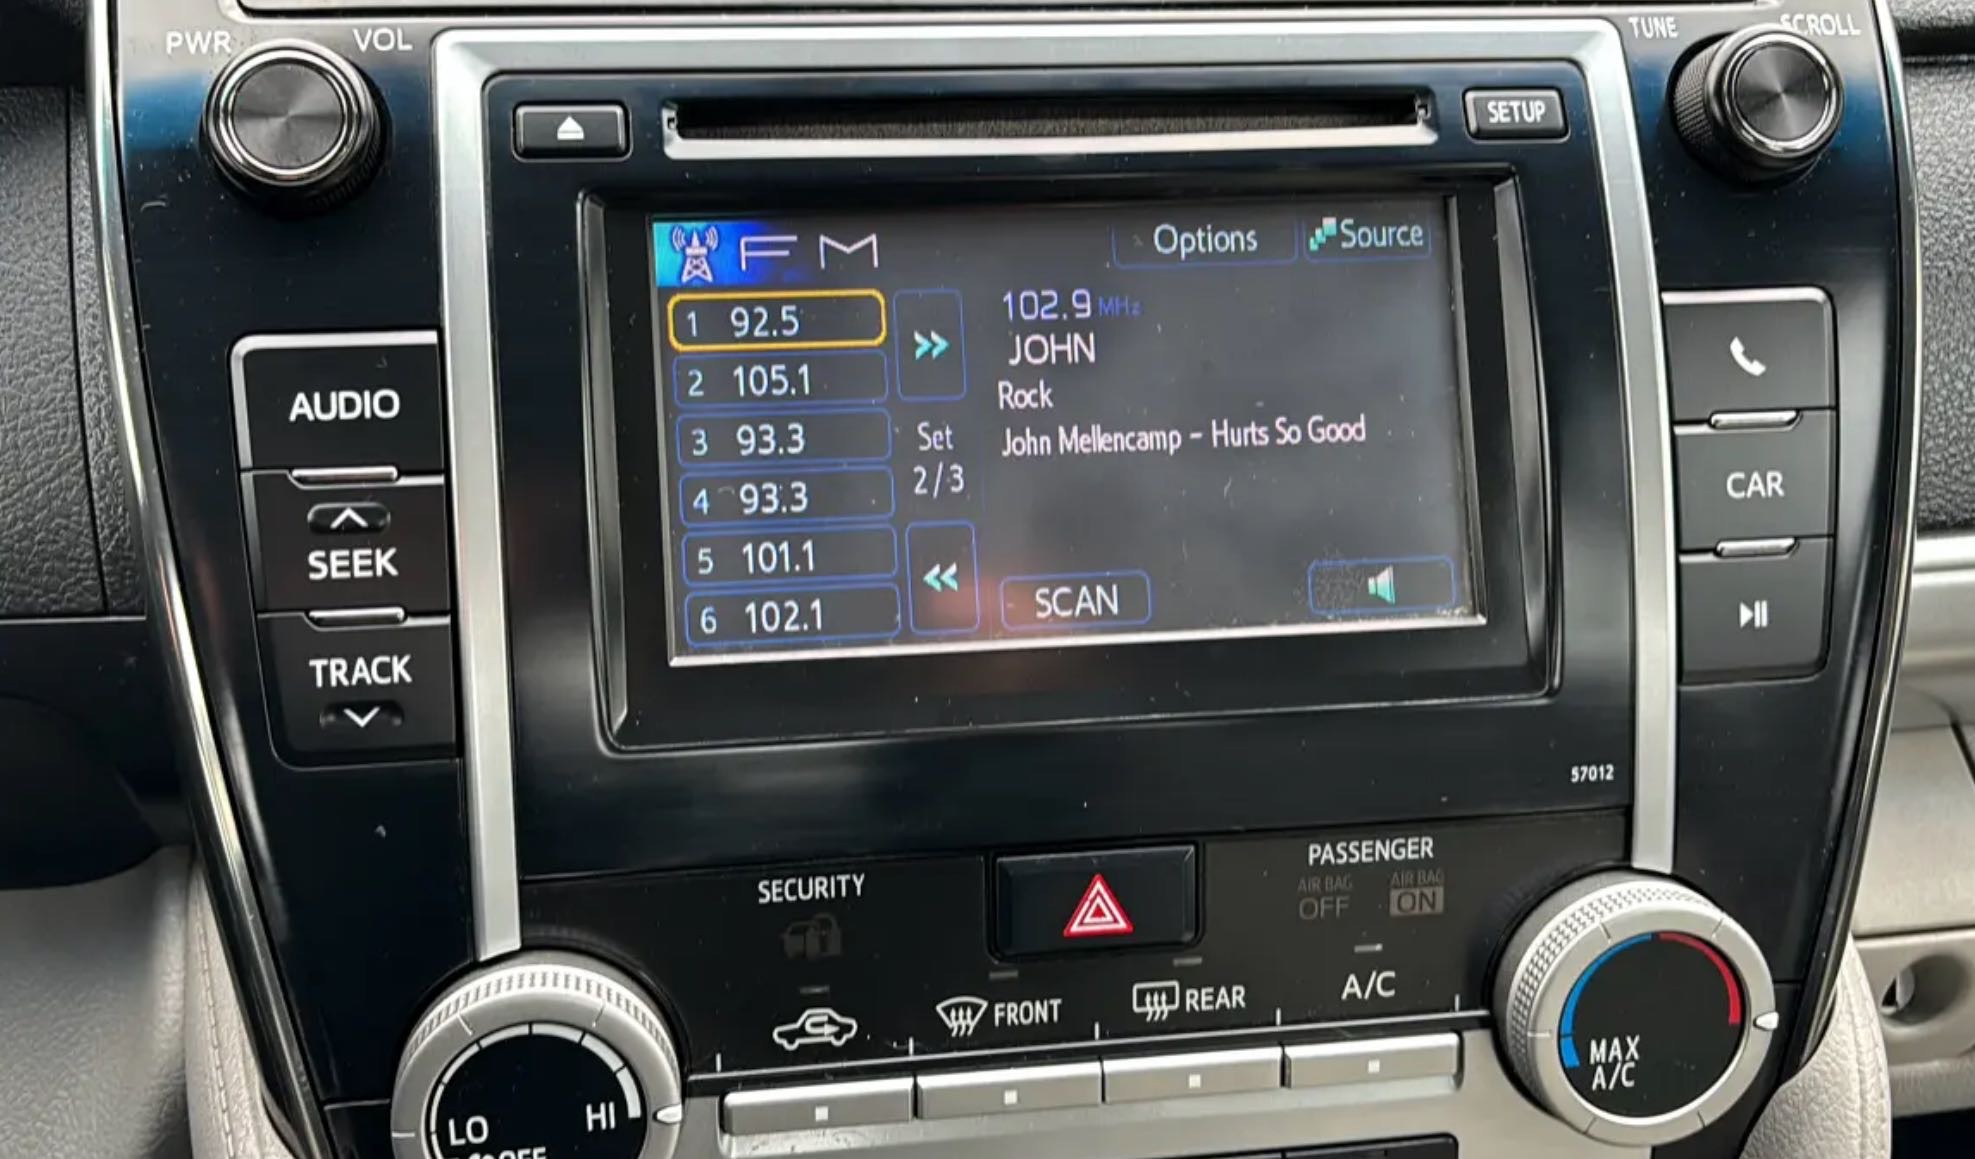 PWR VOL
TUNE SCROLL
SETUP
FM
Options
Source
1 92.5
2 105.1
3 93.3
4 93.3
5 101.1
6 102.1
Set
2/3
102.9 MHz
JOHN
Rock
John Mellencamp - Hurts So Good
SCAN
AUDIO
SEEK
TRACK
CAR
57012
SECURITY
PASSENGER
AIR BAG OFF
AIR BAG ON
FRONT
REAR
A/C
LO
HI
OFF
MAX
A/C